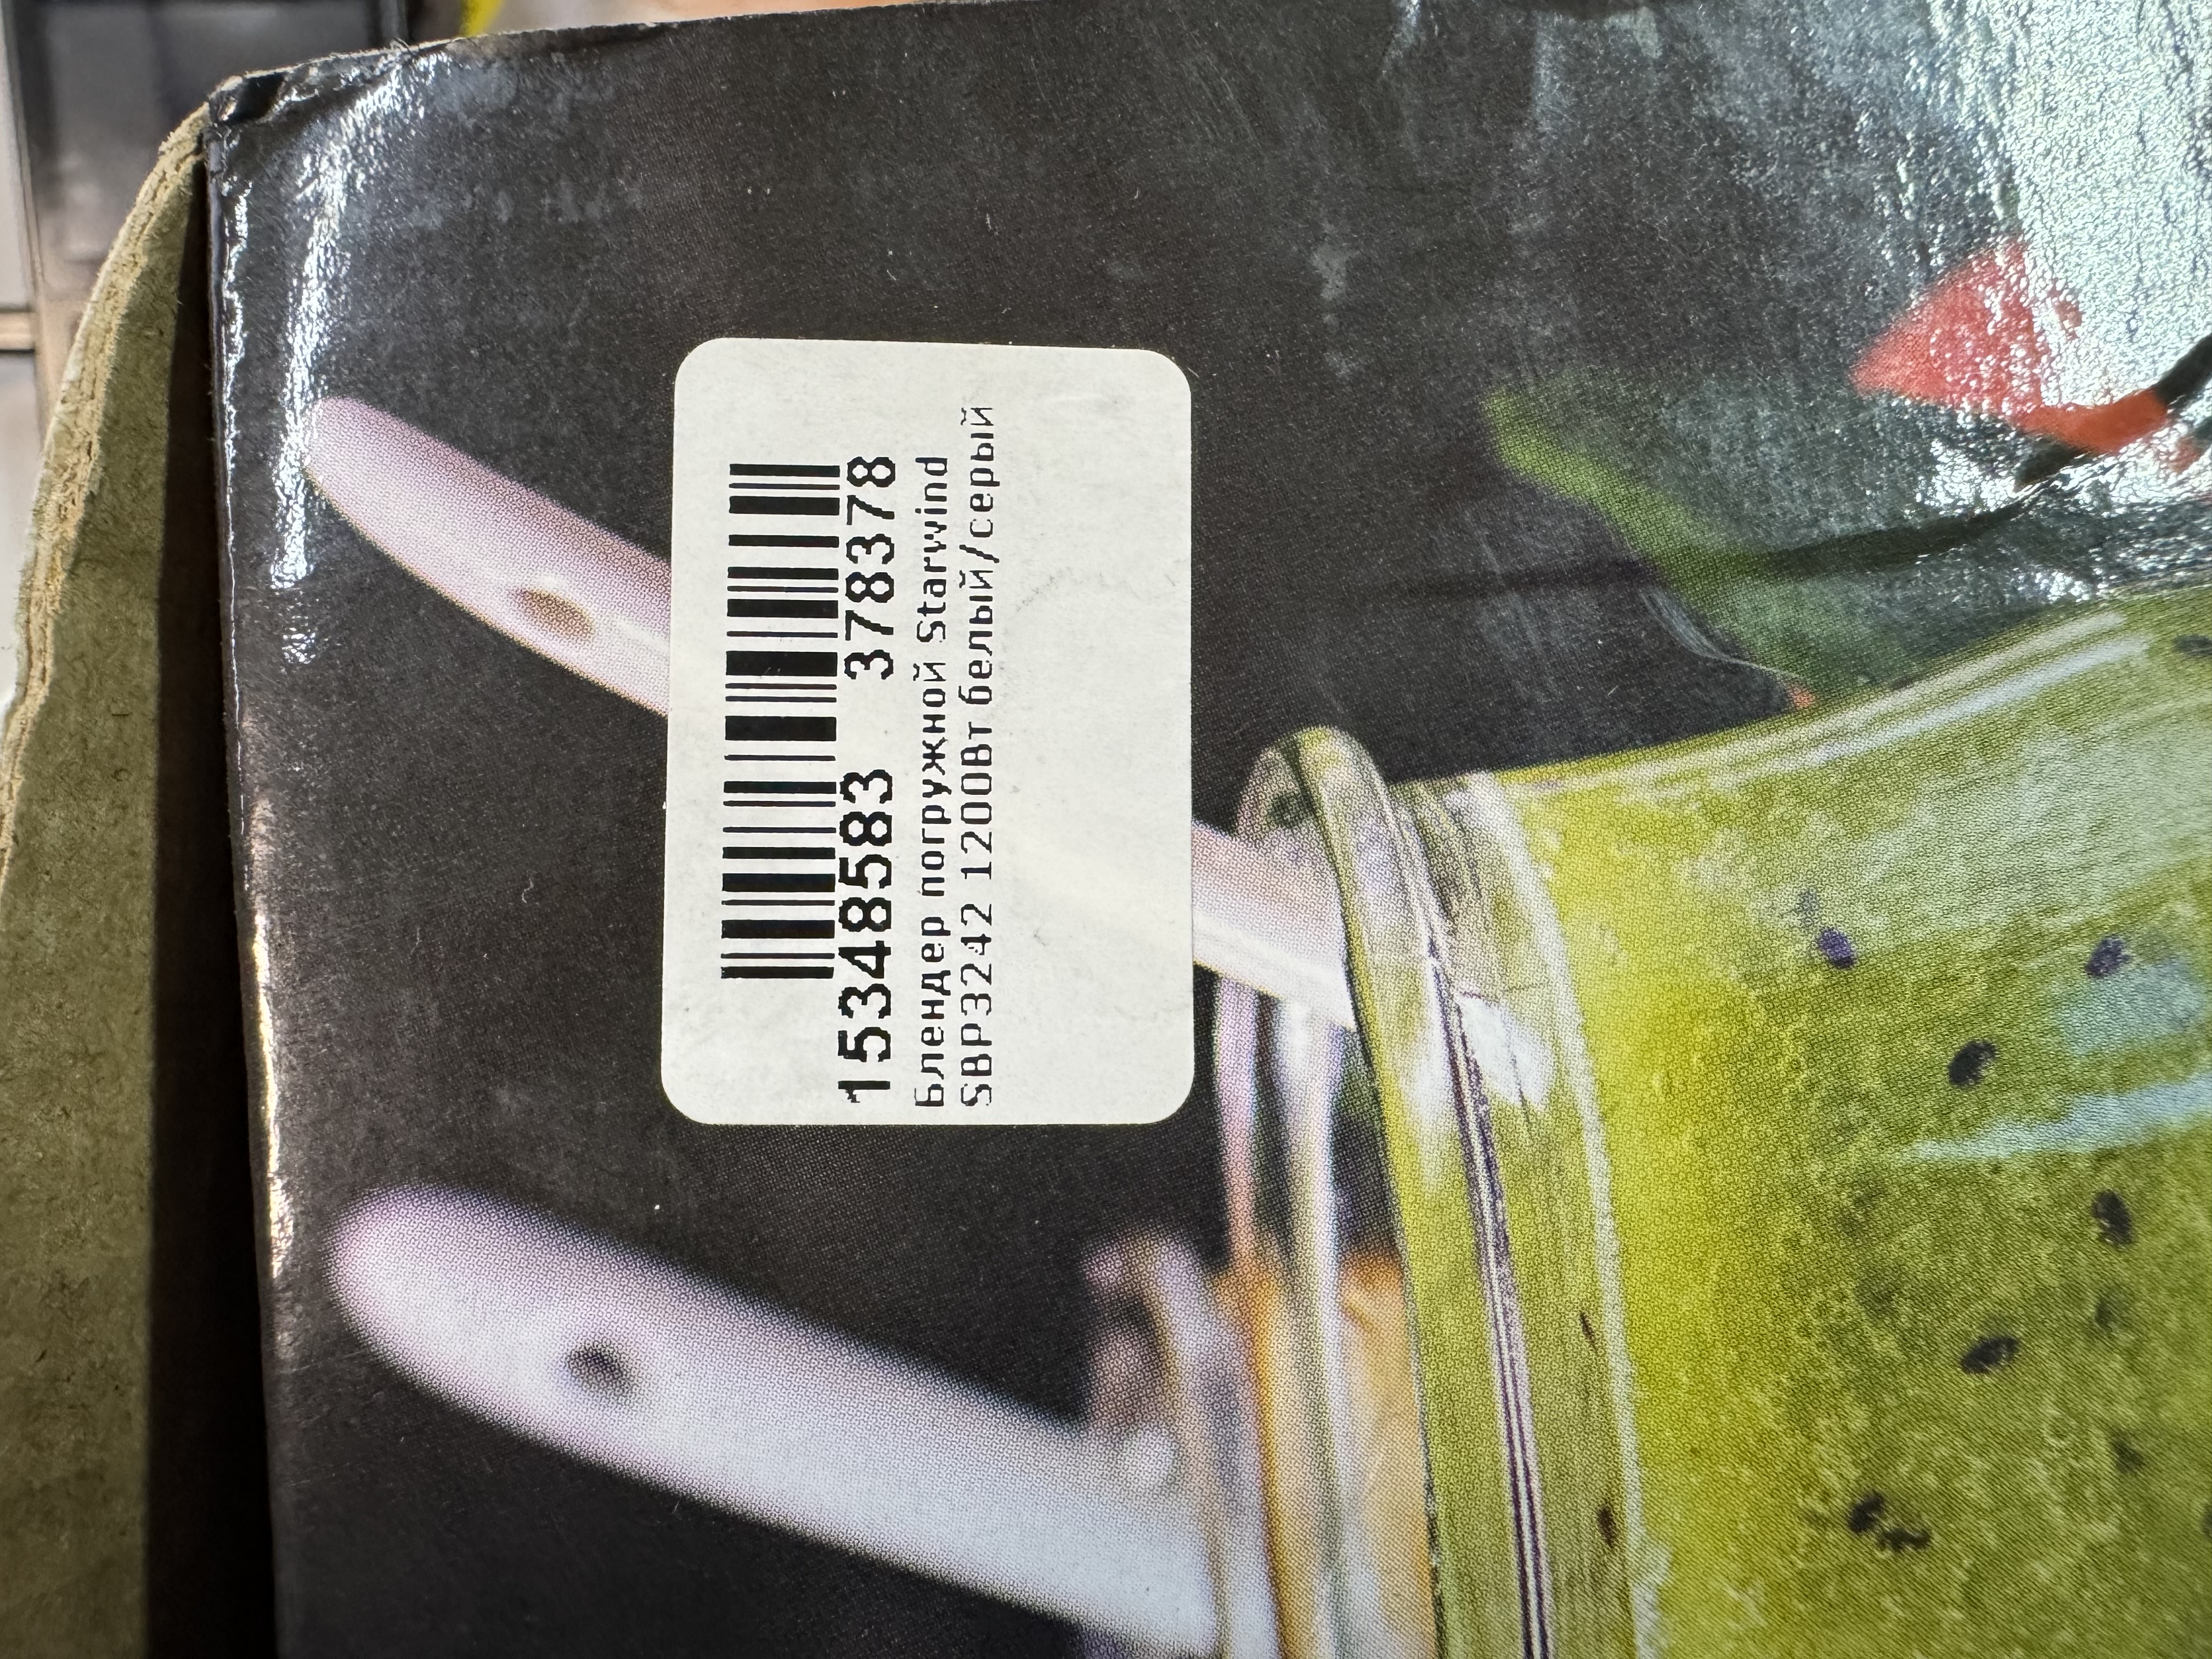 15348583 378378
Блендер погружной Starwind
SBP3242 1200Вт белый/серый